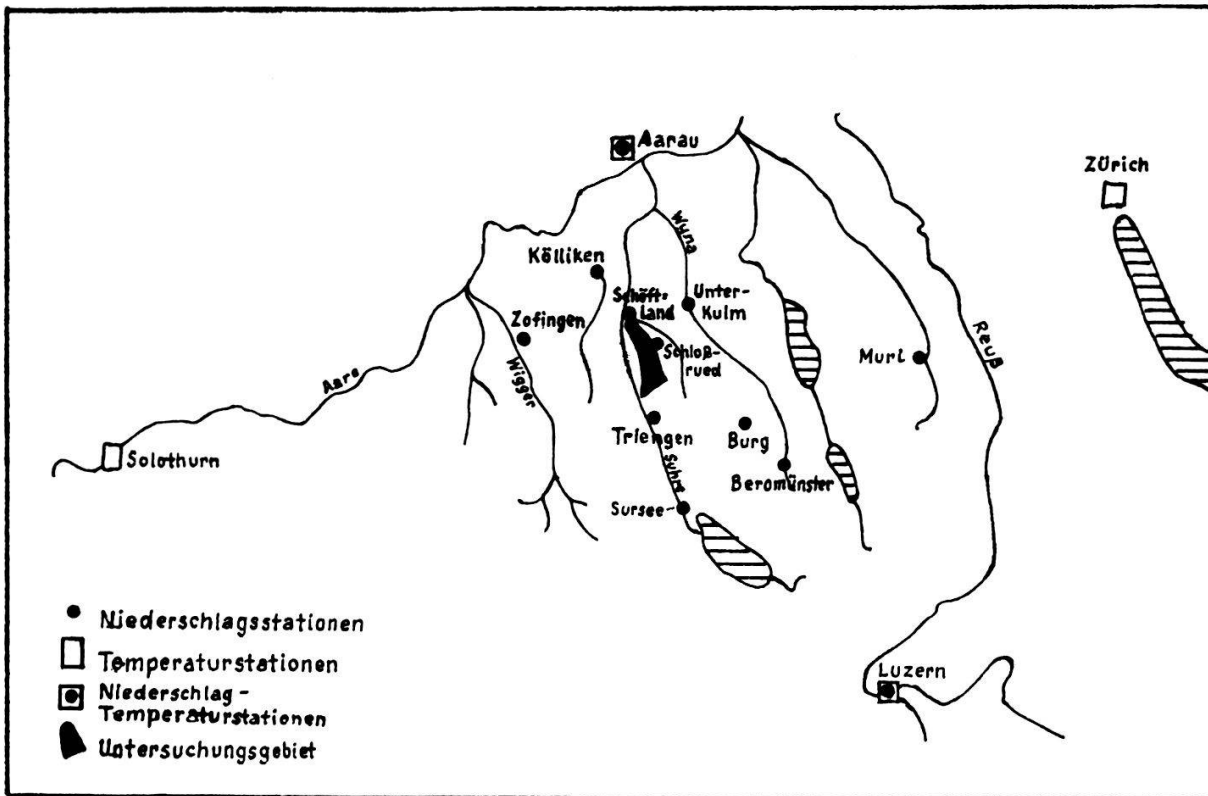 Aarau
Zürich
Wyna
Kölliken
Schöft-
land
Unter-
Kulm
Zofingen
Schloß-
rued
Reuß
Muri
Aare
Wigger
Triengen
Burg
Solothurn
Suhre
Beromünster
Sursee
Niederschlagsstationen
Temperaturstationen
Niederschlag-
Temperaturstationen
Untersuchungsgebiet
Luzern